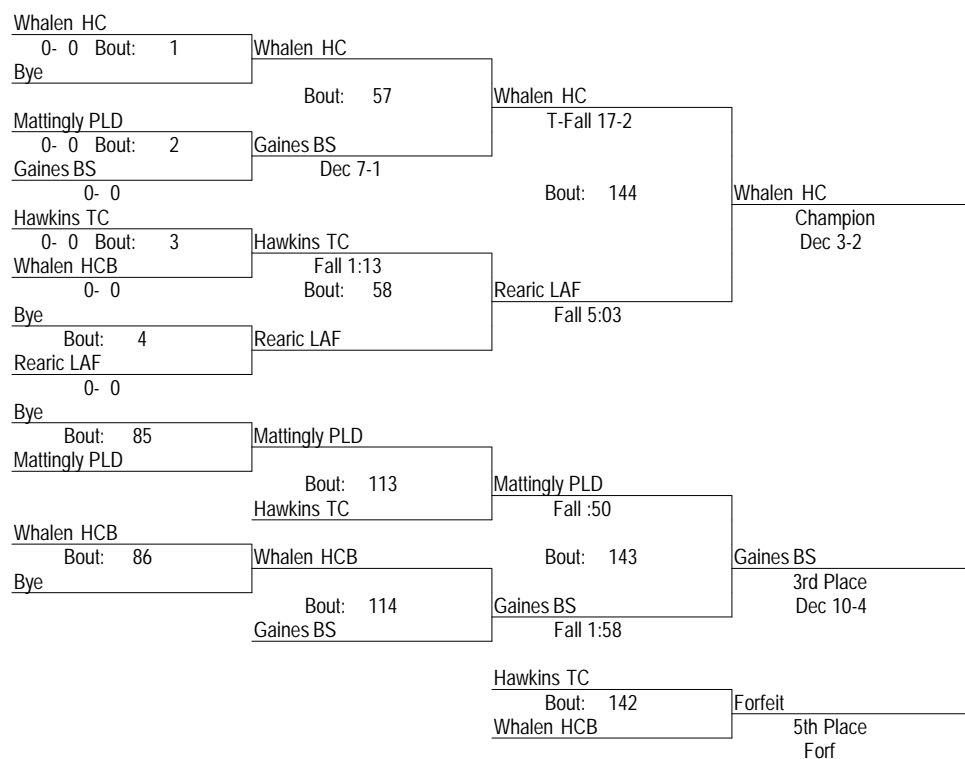 Whalen HC
0- 0 Bout: 1 Whalen HC
Bye
Bout: 57 Whalen HC
Mattingly PLD T-Fall 17-2
0- 0 Bout: 2 Gaines BS
Gaines BS Dec 7-1
0- 0 Bout: 144 Whalen HC
Hawkins TC Champion
0- 0 Bout: 3 Hawkins TC Dec 3-2
Whalen HCB Fall 1:13
0- 0 Bout: 58 Rearic LAF
Bye Fall 5:03
Bout: 4 Rearic LAF
Rearic LAF
0- 0
Bye
Bout: 85 Mattingly PLD
Mattingly PLD
Bout: 113 Mattingly PLD
Hawkins TC Fall :50
Whalen HCB
Bout: 86 Whalen HCB Bout: 143 Gaines BS
Bye 3rd Place
Bout: 114 Gaines BS Dec 10-4
Gaines BS Fall 1:58
Hawkins TC
Bout: 142 Forfeit
Whalen HCB 5th Place
Forf